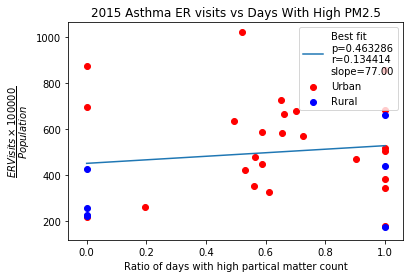 2015 Asthma ER visits vs Days With High PM2.5
1000
800
600
400
200
ERVisits × 100000
Population
Best fit
p=0.463286
r=0.134414
slope=77.00
Urban
Rural
0.0 0.2 0.4 0.6 0.8 1.0
Ratio of days with high partical matter count